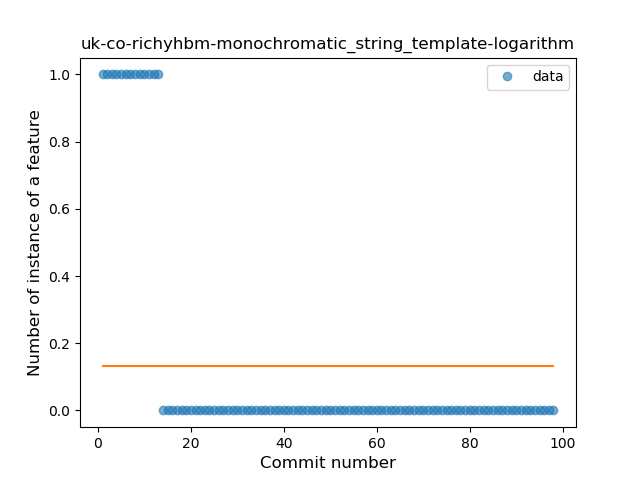 uk-co-richyhbm-monochromatic_string_template-logarithm
data
1.0
0.8
0.6
0.4
0.2
0.0
Number of instance of a feature
0 20 40 60 80 100
Commit number